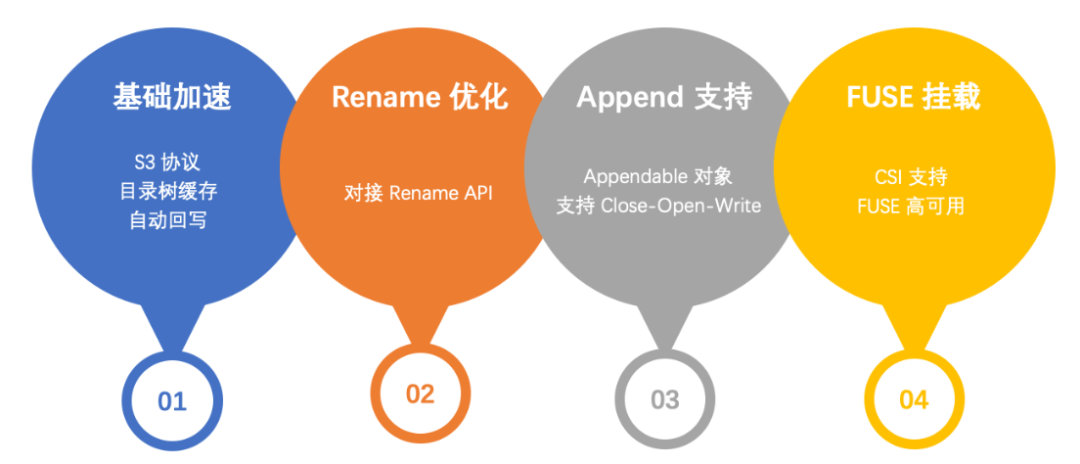 基础加速
S3 协议
目录树缓存
自动回写
01
Rename 优化
对接 Rename API
02
Append 支持
Appendable 对象
支持 Close-Open-Write
03
FUSE 挂载
CSI 支持
FUSE 高可用
04